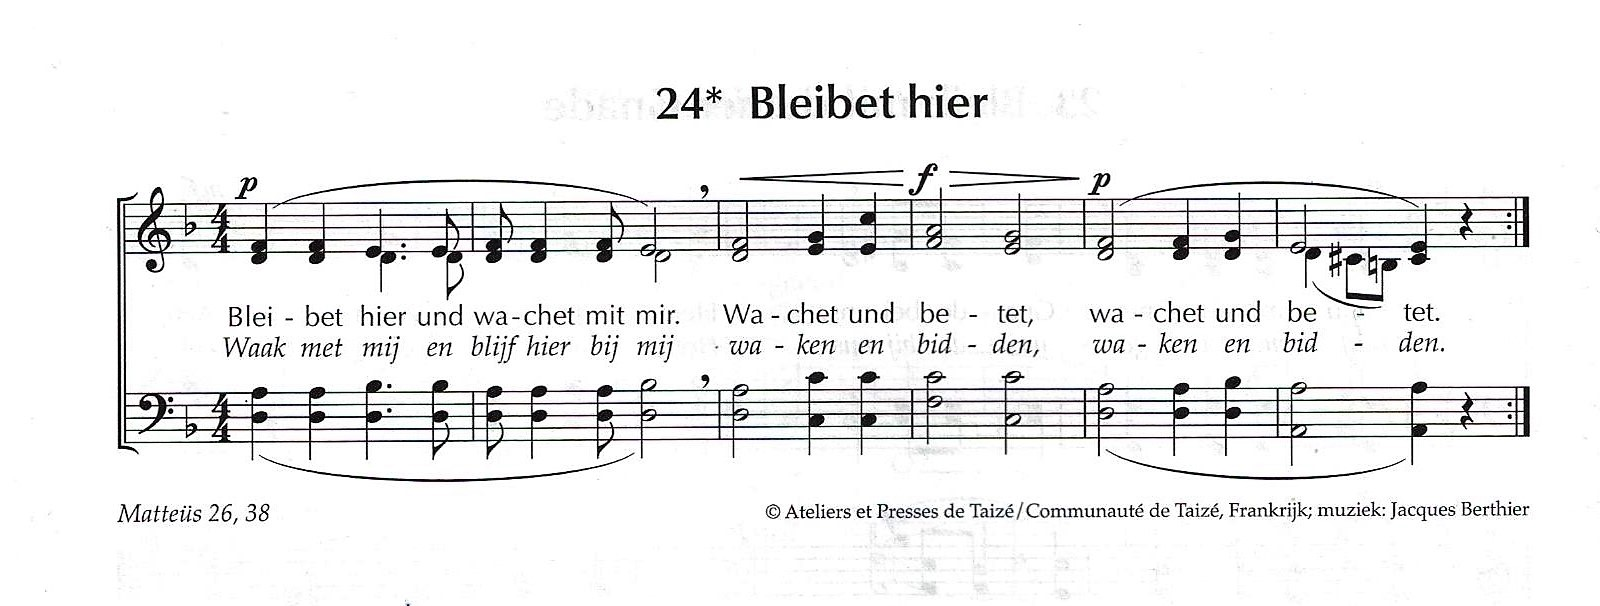 24* Bleibet hier
p f p
Blei - bet hier und wa - chet mit mir. Wa - chet und be - tet, wa - chet und be - tet.
Waak met mij en blijf hier bij mij wa - ken en bid - den, wa - ken en bid - den.
Matteüs 26, 38
© Ateliers et Presses de Taizé/Communauté de Taizé, Frankrijk; muziek: Jacques Berthier